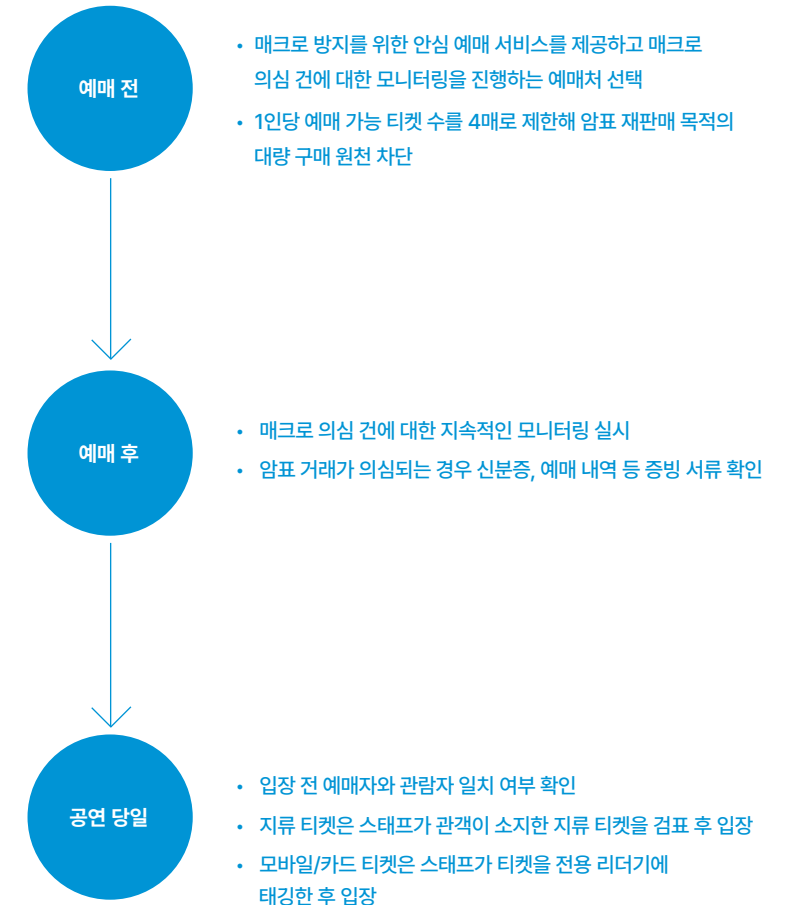 예매 전
• 매크로 방지를 위한 안심 예매 서비스를 제공하고 매크로
의심 건에 대한 모니터링을 진행하는 예매처 선택
• 1인당 예매 가능 티켓 수를 4매로 제한해 암표 재판매 목적의
대량 구매 원천 차단
예매 후
• 매크로 의심 건에 대한 지속적인 모니터링 실시
• 암표 거래가 의심되는 경우 신분증, 예매 내역 등 증빙 서류 확인
공연 당일
• 입장 전 예매자와 관람자 일치 여부 확인
• 지류 티켓은 스태프가 관객이 소지한 지류 티켓을 검표 후 입장
• 모바일/카드 티켓은 스태프가 티켓을 전용 리더기에
태깅한 후 입장